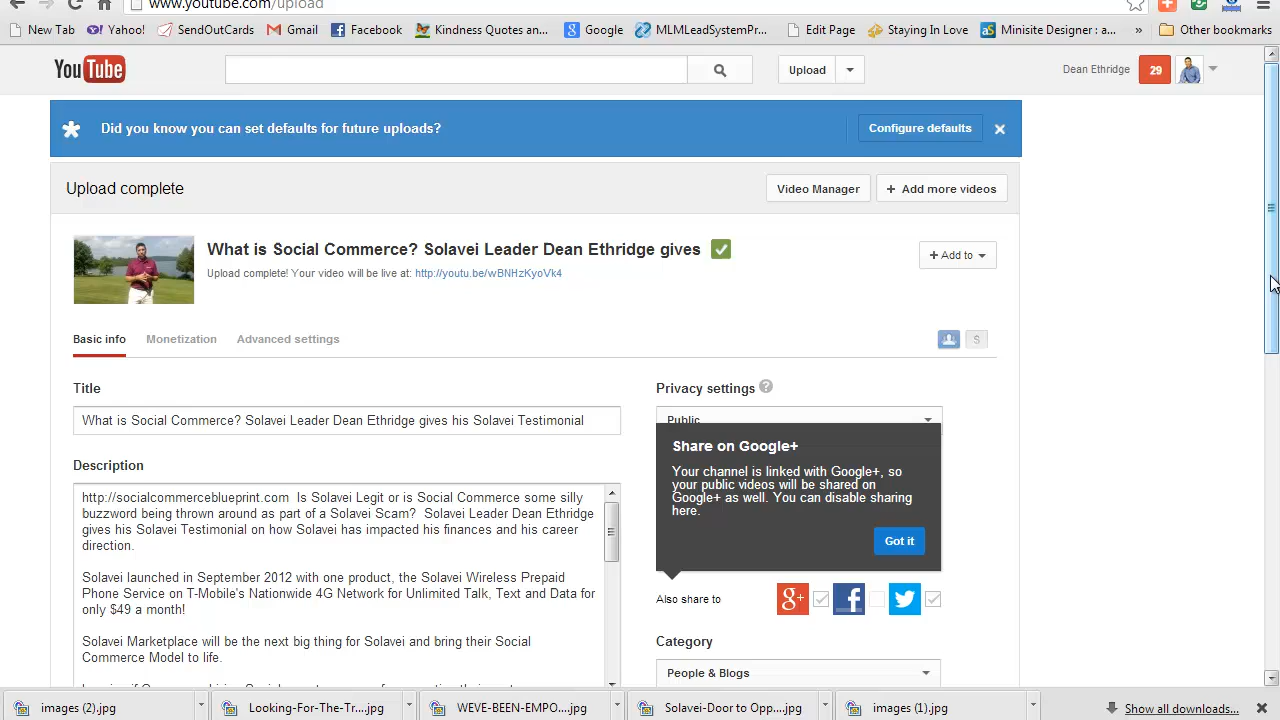 www.youtube.com/upload
New Tab Yahoo! SendOutCards Gmail Facebook Kindness Quotes an... Google MLMLeadSystemPr... Edit Page Staying In Love Minisite Designer : a... » Other bookmarks
YouTube Upload Dean Ethridge 29
Did you know you can set defaults for future uploads? Configure defaults
Upload complete Video Manager + Add more videos
What is Social Commerce? Solavei Leader Dean Ethridge gives
Upload complete! Your video will be live at: http://youtu.be/wBNHzKyoVk4
+ Add to
Basic info Monetization Advanced settings $
Title
What is Social Commerce? Solavei Leader Dean Ethridge gives his Solavei Testimonial
Description
http://socialcommerceblueprint.com Is Solavei Legit or is Social Commerce some silly
buzzword being thrown around as part of a Solavei Scam? Solavei Leader Dean Ethridge
gives his Solavei Testimonial on how Solavei has impacted his finances and his career
direction.
Solavei launched in September 2012 with one product, the Solavei Wireless Prepaid
Phone Service on T-Mobile's Nationwide 4G Network for Unlimited Talk, Text and Data for
only $49 a month!
Solavei Marketplace will be the next big thing for Solavei and bring their Social
Commerce Model to life.
Privacy settings ?
Public
Share on Google+
Your channel is linked with Google+, so
your public videos will be shared on
Google+ as well. You can disable sharing
here.
Got it
Also share to g+ f
Category
People & Blogs
images (2).jpg Looking-For-The-Tr....jpg WEVE-BEEN-EMPO....jpg Solavei-Door to Opp....jpg images (1).jpg Show all downloads...